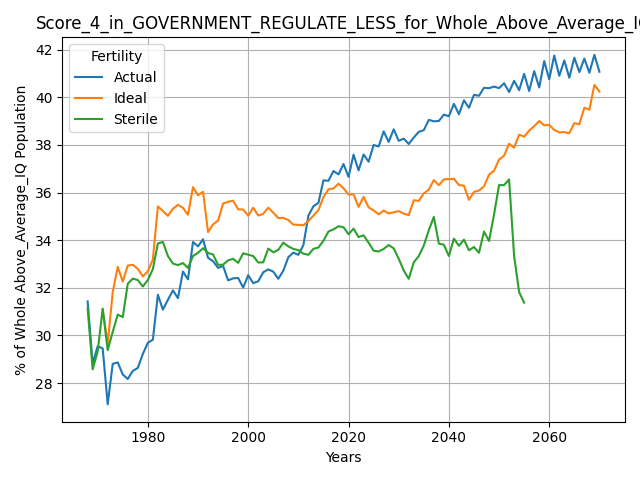 Score_4_in_GOVERNMENT_REGULATE_LESS_for_Whole_Above_Average_IQ
Fertility
Actual
Ideal
Sterile
% of Whole Above_Average_IQ Population
42
40
38
36
34
32
30
28
1980
2000
2020
2040
2060
Years